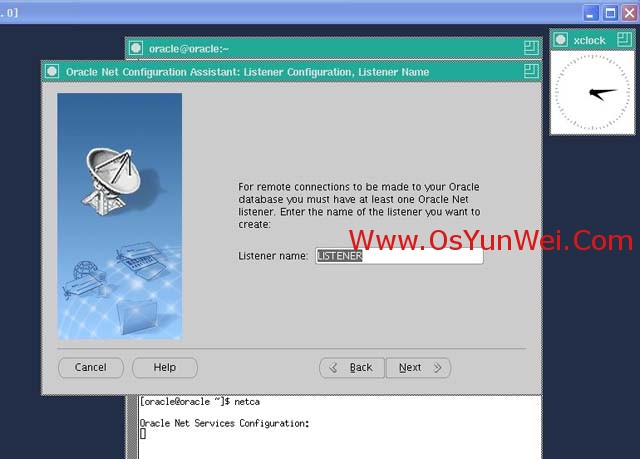 .0]
oracle@oracle:~
xclock
Oracle Net Configuration Assistant: Listener Configuration, Listener Name
For remote connections to be made to your Oracle
database you must have at least one Oracle Net
listener. Enter the name of the listener you want to
create:
Www.OsYunWei.Com
Listener name: LISTENER
Cancel Help Back Next
[oracle@oracle ~]$ netca
Oracle Net Services Configuration: